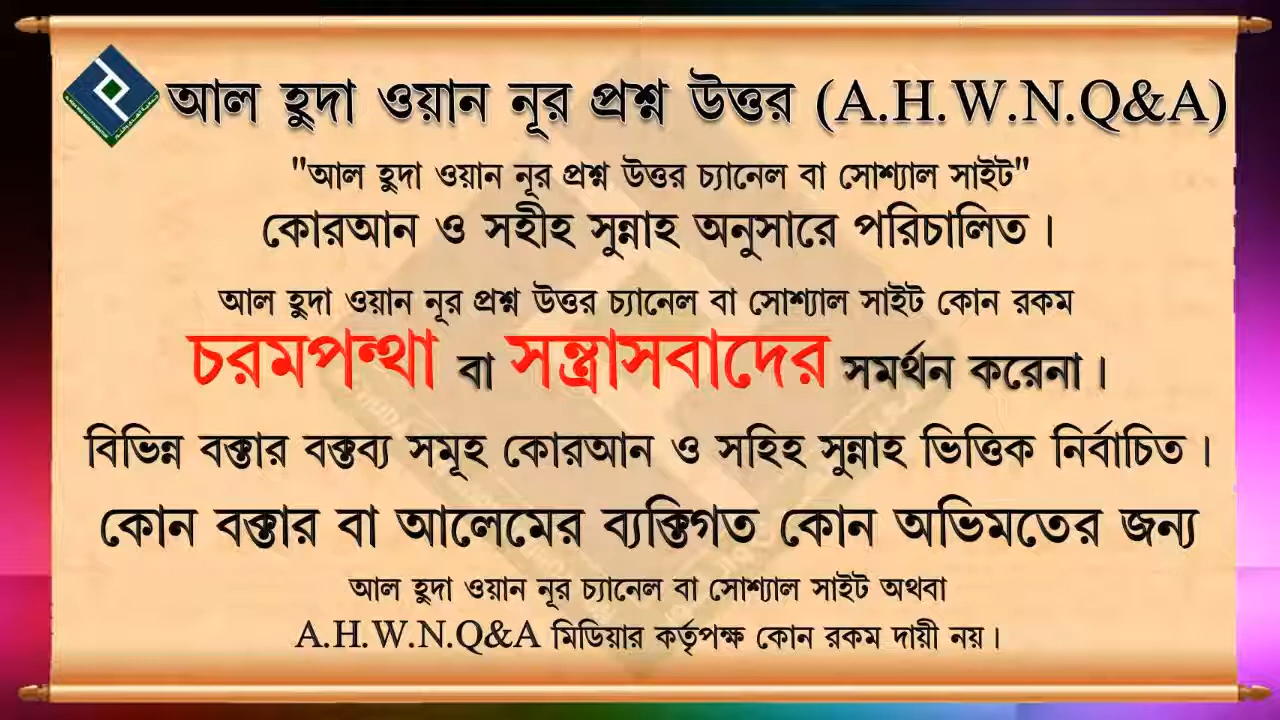 আল হুদা ওয়ান নূর প্রশ্ন উত্তর (A.H.W.N.Q&A)
"আল হুদা ওয়ান নূর প্রশ্ন উত্তর চ্যানেল বা সোশ্যাল সাইট"
কোরআন ও সহীহ সুন্নাহ অনুসারে পরিচালিত।
আল হুদা ওয়ান নূর প্রশ্ন উত্তর চ্যানেল বা সোশ্যাল সাইট কোন রকম
চরমপন্থা বা সন্ত্রাসবাদের সমর্থন করেনা।
বিভিন্ন বক্তার বক্তব্য সমূহ কোরআন ও সহিহ সুন্নাহ ভিত্তিক নির্বাচিত।
কোন বক্তার বা আলেমের ব্যক্তিগত কোন অভিমতের জন্য
আল হুদা ওয়ান নূর চ্যানেল বা সোশ্যাল সাইট অথবা
A.H.W.N.Q&A মিডিয়ার কর্তৃপক্ষ কোন রকম দায়ী নয়।